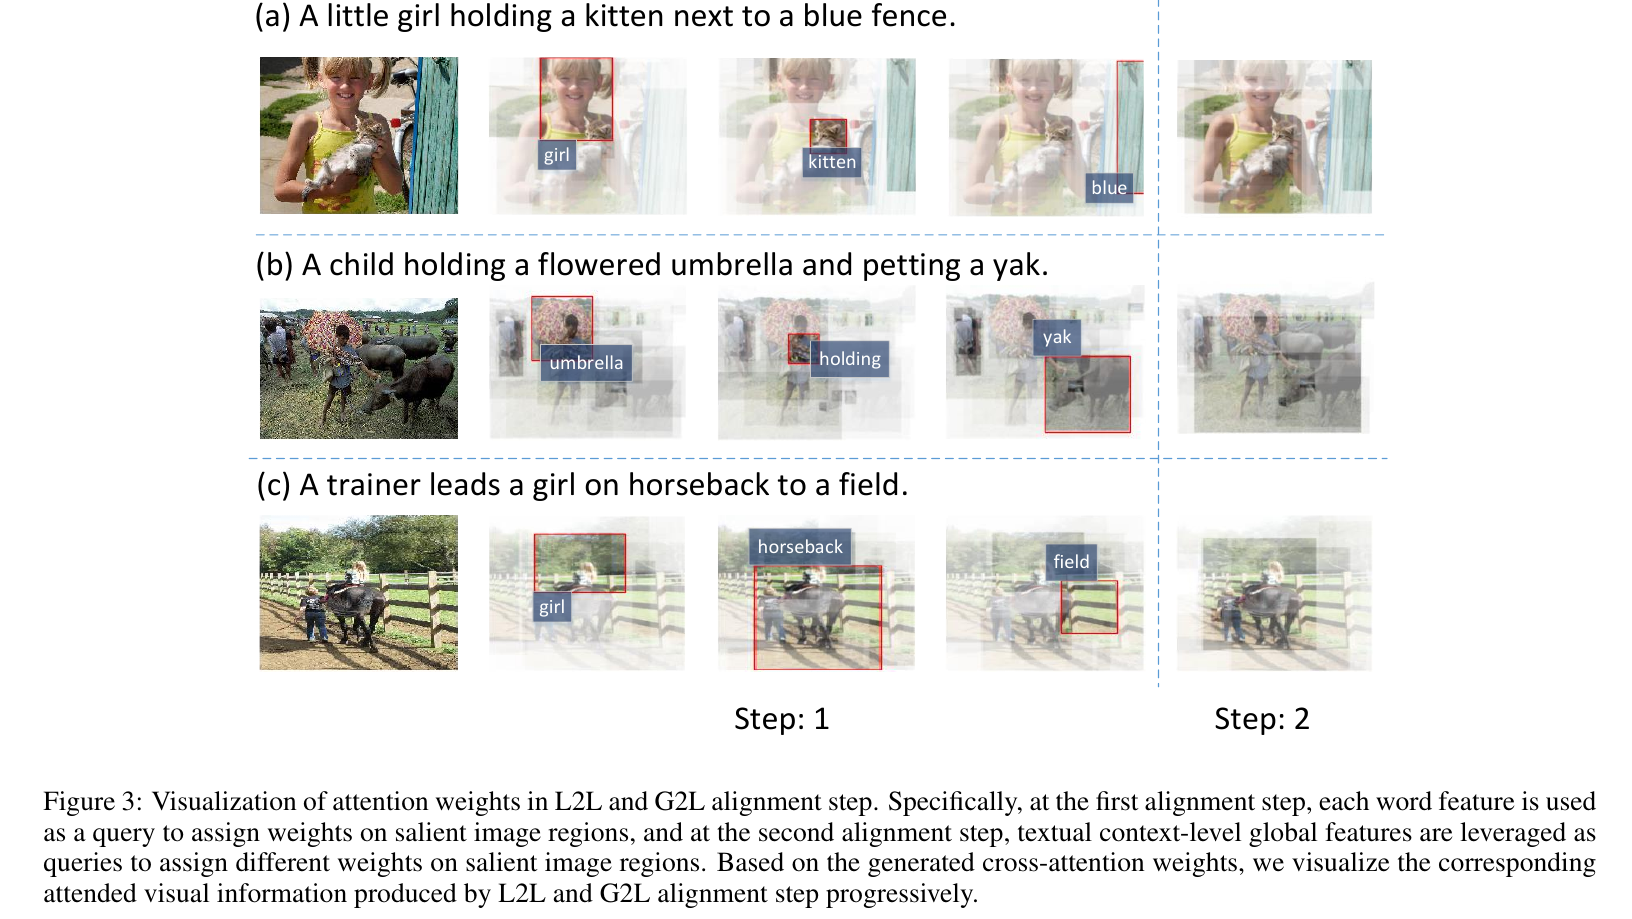 (a) A little girl holding a kitten next to a blue fence.
girl
kitten
blue
(b) A child holding a flowered umbrella and petting a yak.
umbrella
holding
yak
(c) A trainer leads a girl on horseback to a field.
girl
horseback
field
Step: 1
Step: 2
Figure 3: Visualization of attention weights in L2L and G2L alignment step. Specifically, at the first alignment step, each word feature is used
as a query to assign weights on salient image regions, and at the second alignment step, textual context-level global features are leveraged as
queries to assign different weights on salient image regions. Based on the generated cross-attention weights, we visualize the corresponding
attended visual information produced by L2L and G2L alignment step progressively.